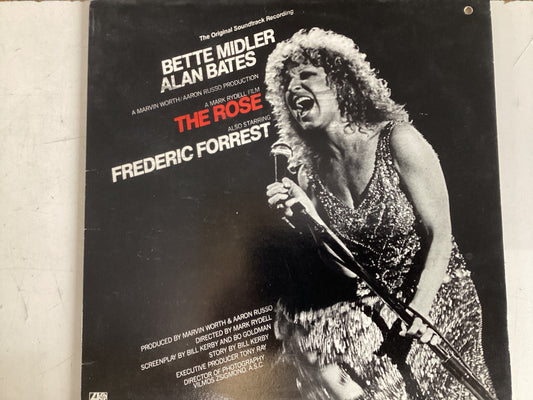 The Original Soundtrack Recording
BETTE MIDLER
ALAN BATES
A MARVIN WORTH/AARON RUSSO PRODUCTION
A MARK RYDELL FILM
THE ROSE
ALSO STARRING
FREDERIC FORREST
PRODUCED BY MARVIN WORTH & AARON RUSSO
DIRECTED BY MARK RYDELL
SCREENPLAY BY BILL KERBY AND BO GOLDMAN
STORY BY BILL KERBY
EXECUTIVE PRODUCER TONY RAY
DIRECTOR OF PHOTOGRAPHY
VILMOS ZSIGMOND, A.S.C.